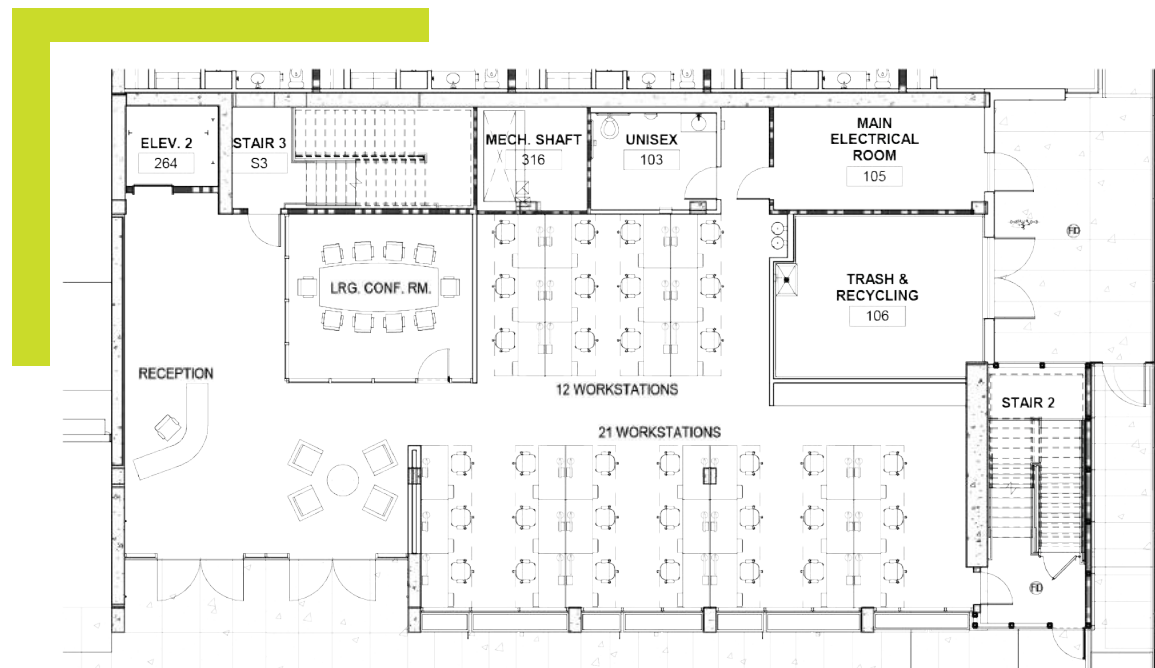 ELEV. 2
264
STAIR 3
S3
MECH. SHAFT
316
UNISEX
103
MAIN
ELECTRICAL
ROOM
105
FD
LRG. CONF. RM.
TRASH &
RECYCLING
106
RECEPTION
12 WORKSTATIONS
STAIR 2
21 WORKSTATIONS
FD